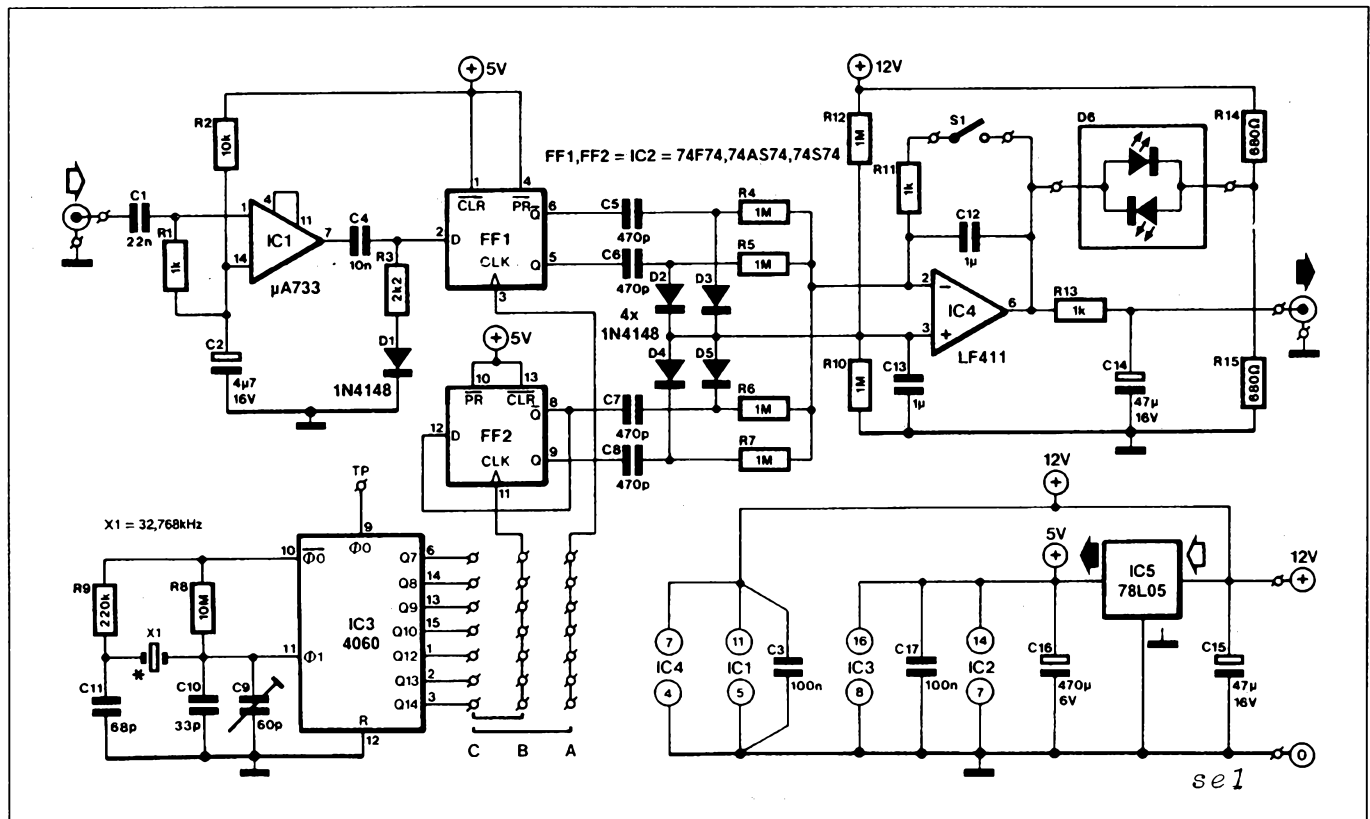 5V
12V
R2
10k
C1
22n
R1
1k
1
4
11
14
IC1
7
µA733
C4
10n
R3
2k2
C2
4µ7
16V
D1
1N4148
1
4
CLR
PR
Q
6
2
D
FF1
CLK
Q
5
3
FF1,FF2 = IC2 = 74F74,74AS74,74S74
C5
470p
C6
470p
D2
D3
4x
1N4148
D4
D5
R4
1M
R5
1M
R6
1M
R7
1M
5V
10
13
PR
CLR
Q
8
12
D
FF2
CLK
Q
9
11
C7
470p
C8
470p
R12
1M
R11
1k
S1
C12
1µ
2
3
−
+
IC4
6
LF411
R10
1M
C13
1µ
R13
1k
C14
47µ
16V
D6
R14
680Ω
R15
680Ω
TP
X1 = 32,768kHz
R9
220k
R8
10M
X1
*
C11
68p
C10
33p
C9
60p
10
Φ0
9
Φ0
11
Φ1
IC3
4060
R
12
Q7
6
Q8
14
Q9
13
Q10
15
Q12
1
Q13
2
Q14
3
C
B
A
12V
5V
7
IC4
4
11
IC1
5
C3
100n
16
IC3
8
C17
100n
14
IC2
7
C16
470µ
6V
IC5
78L05
C15
47µ
16V
12V
+
0
se1